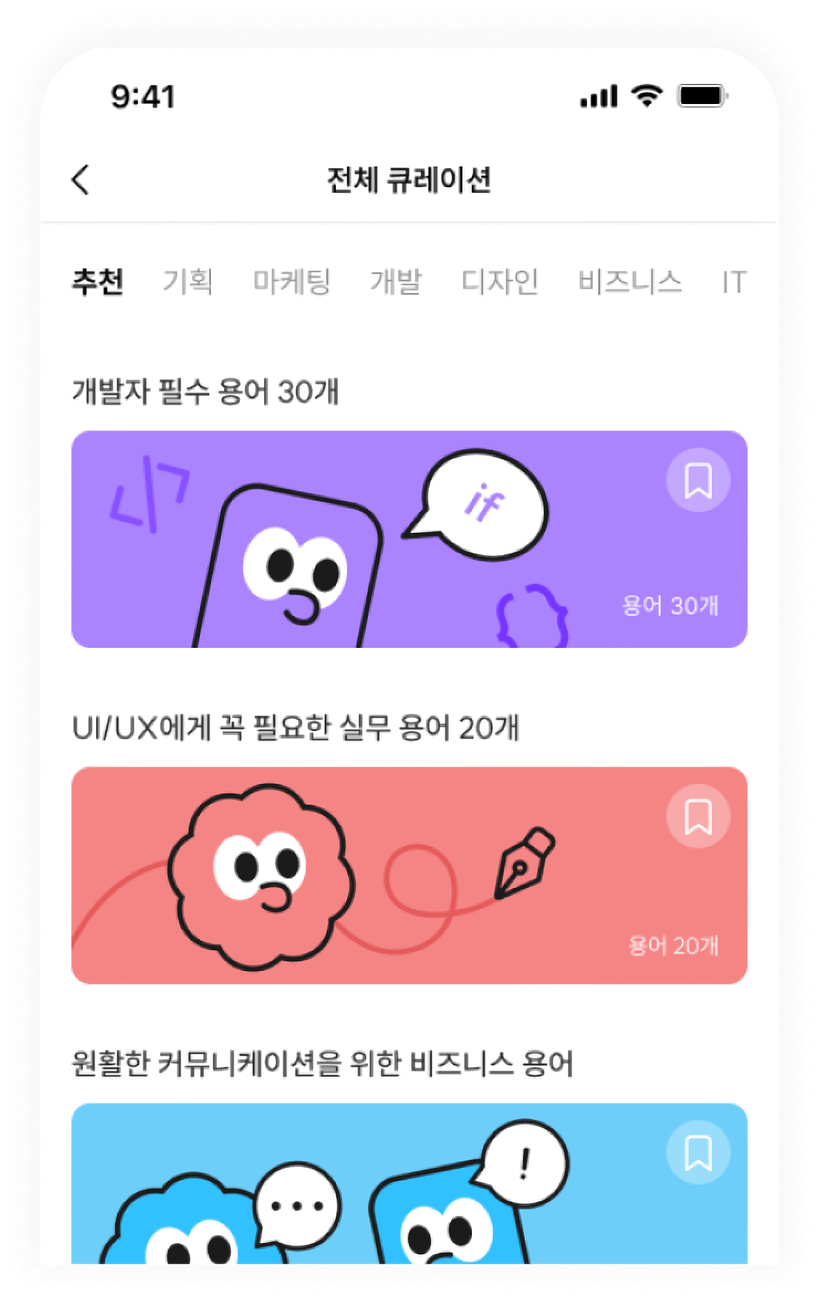 9:41
전체 큐레이션
추천 기획 마케팅 개발 디자인 비즈니스 IT
개발자 필수 용어 30개
</>
if
{}
용어 30개
UI/UX에게 꼭 필요한 실무 용어 20개
용어 20개
원활한 커뮤니케이션을 위한 비즈니스 용어
...
!